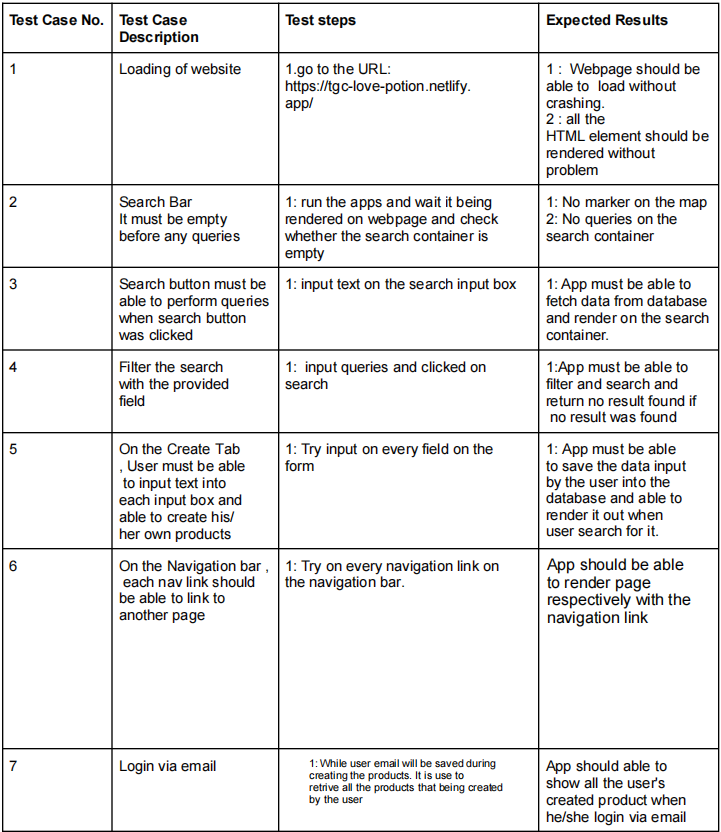 Test Case No.
Test Case
Description
Test steps
Expected Results
1
Loading of website
1.go to the URL:
https://tgc-love-potion.netlify.
app/
1 :  Webpage should be
able to  load without
crashing.
2 : all the
HTML element should be
rendered without
problem
2
Search Bar
It must be empty
before any queries
1: run the apps and wait it being
rendered on webpage and check
whether the search container is
empty
1: No marker on the map
2: No queries on the
search container
3
Search button must be
able to perform queries
when search button
was clicked
1: input text on the search input box
1: App must be able to
fetch data from database
and render on the search
container.
4
Filter the search
with the provided
field
1:  input queries and clicked on
search
1:App must be able to
filter and search and
return no result found if
no result was found
5
On the Create Tab
, User must be able
to input text into
each input box and
able to create his/
her own products
1: Try input on every field on the
form
1: App must be able
to save the data input
by the user into the
database and able to
render it out when
user search for it.
6
On the Navigation bar ,
each nav link should
be able to link to
another page
1: Try on every navigation link on
the navigation bar.
App should be able
to render page
respectively with the
navigation link
7
Login via email
1: While user email will be saved during
creating the products. It is use to
retrive all the products that being created
by the user
App should able to
show all the user's
created product when
he/she login via email